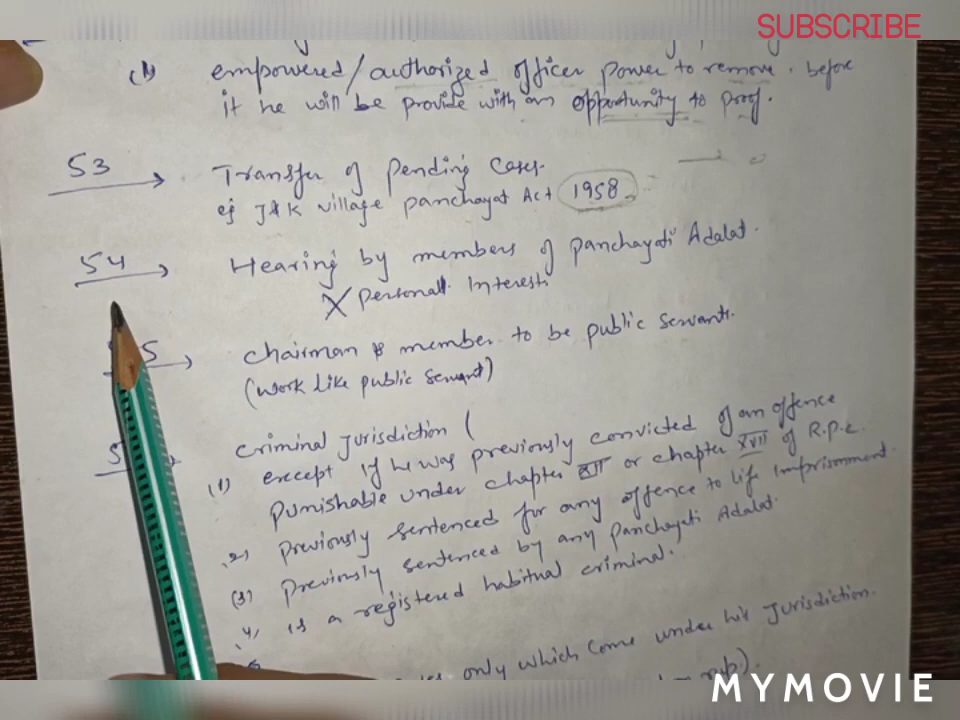 SUBSCRIBE
(1) empowered/authorized officer power to remove. before
it he will be provide with an opportunity to proof.
53 Transfer of pending cases.
eg J&K village panchayat Act 1958
54 Hearing by members of panchayati Adalat.
X personal Interest
55 chairman & member to be public servants.
(work like public servant)
5 criminal jurisdiction (
(1) except if he was previously convicted of an offence
punishable under chapter XII or chapter XVII of R.P.C.
(2) previously sentenced for any offence to life imprisonment.
(3) previously sentenced by any panchayati Adalat
4) is a registered habitual criminal.
only which come under his jurisdiction.
MYMOVIE